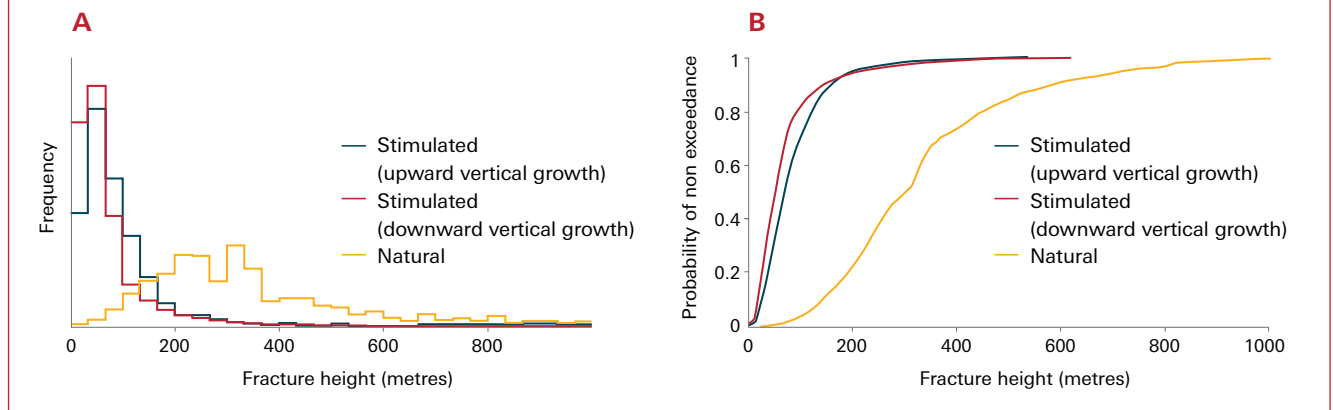 A
Frequency
Stimulated
(upward vertical growth)
Stimulated
(downward vertical growth)
Natural
0
200
400
600
800
Fracture height (metres)
B
Probability of non exceedance
1
0.8
0.6
0.4
0.2
0
Stimulated
(upward vertical growth)
Stimulated
(downward vertical growth)
Natural
0
200
400
600
800
1000
Fracture height (metres)